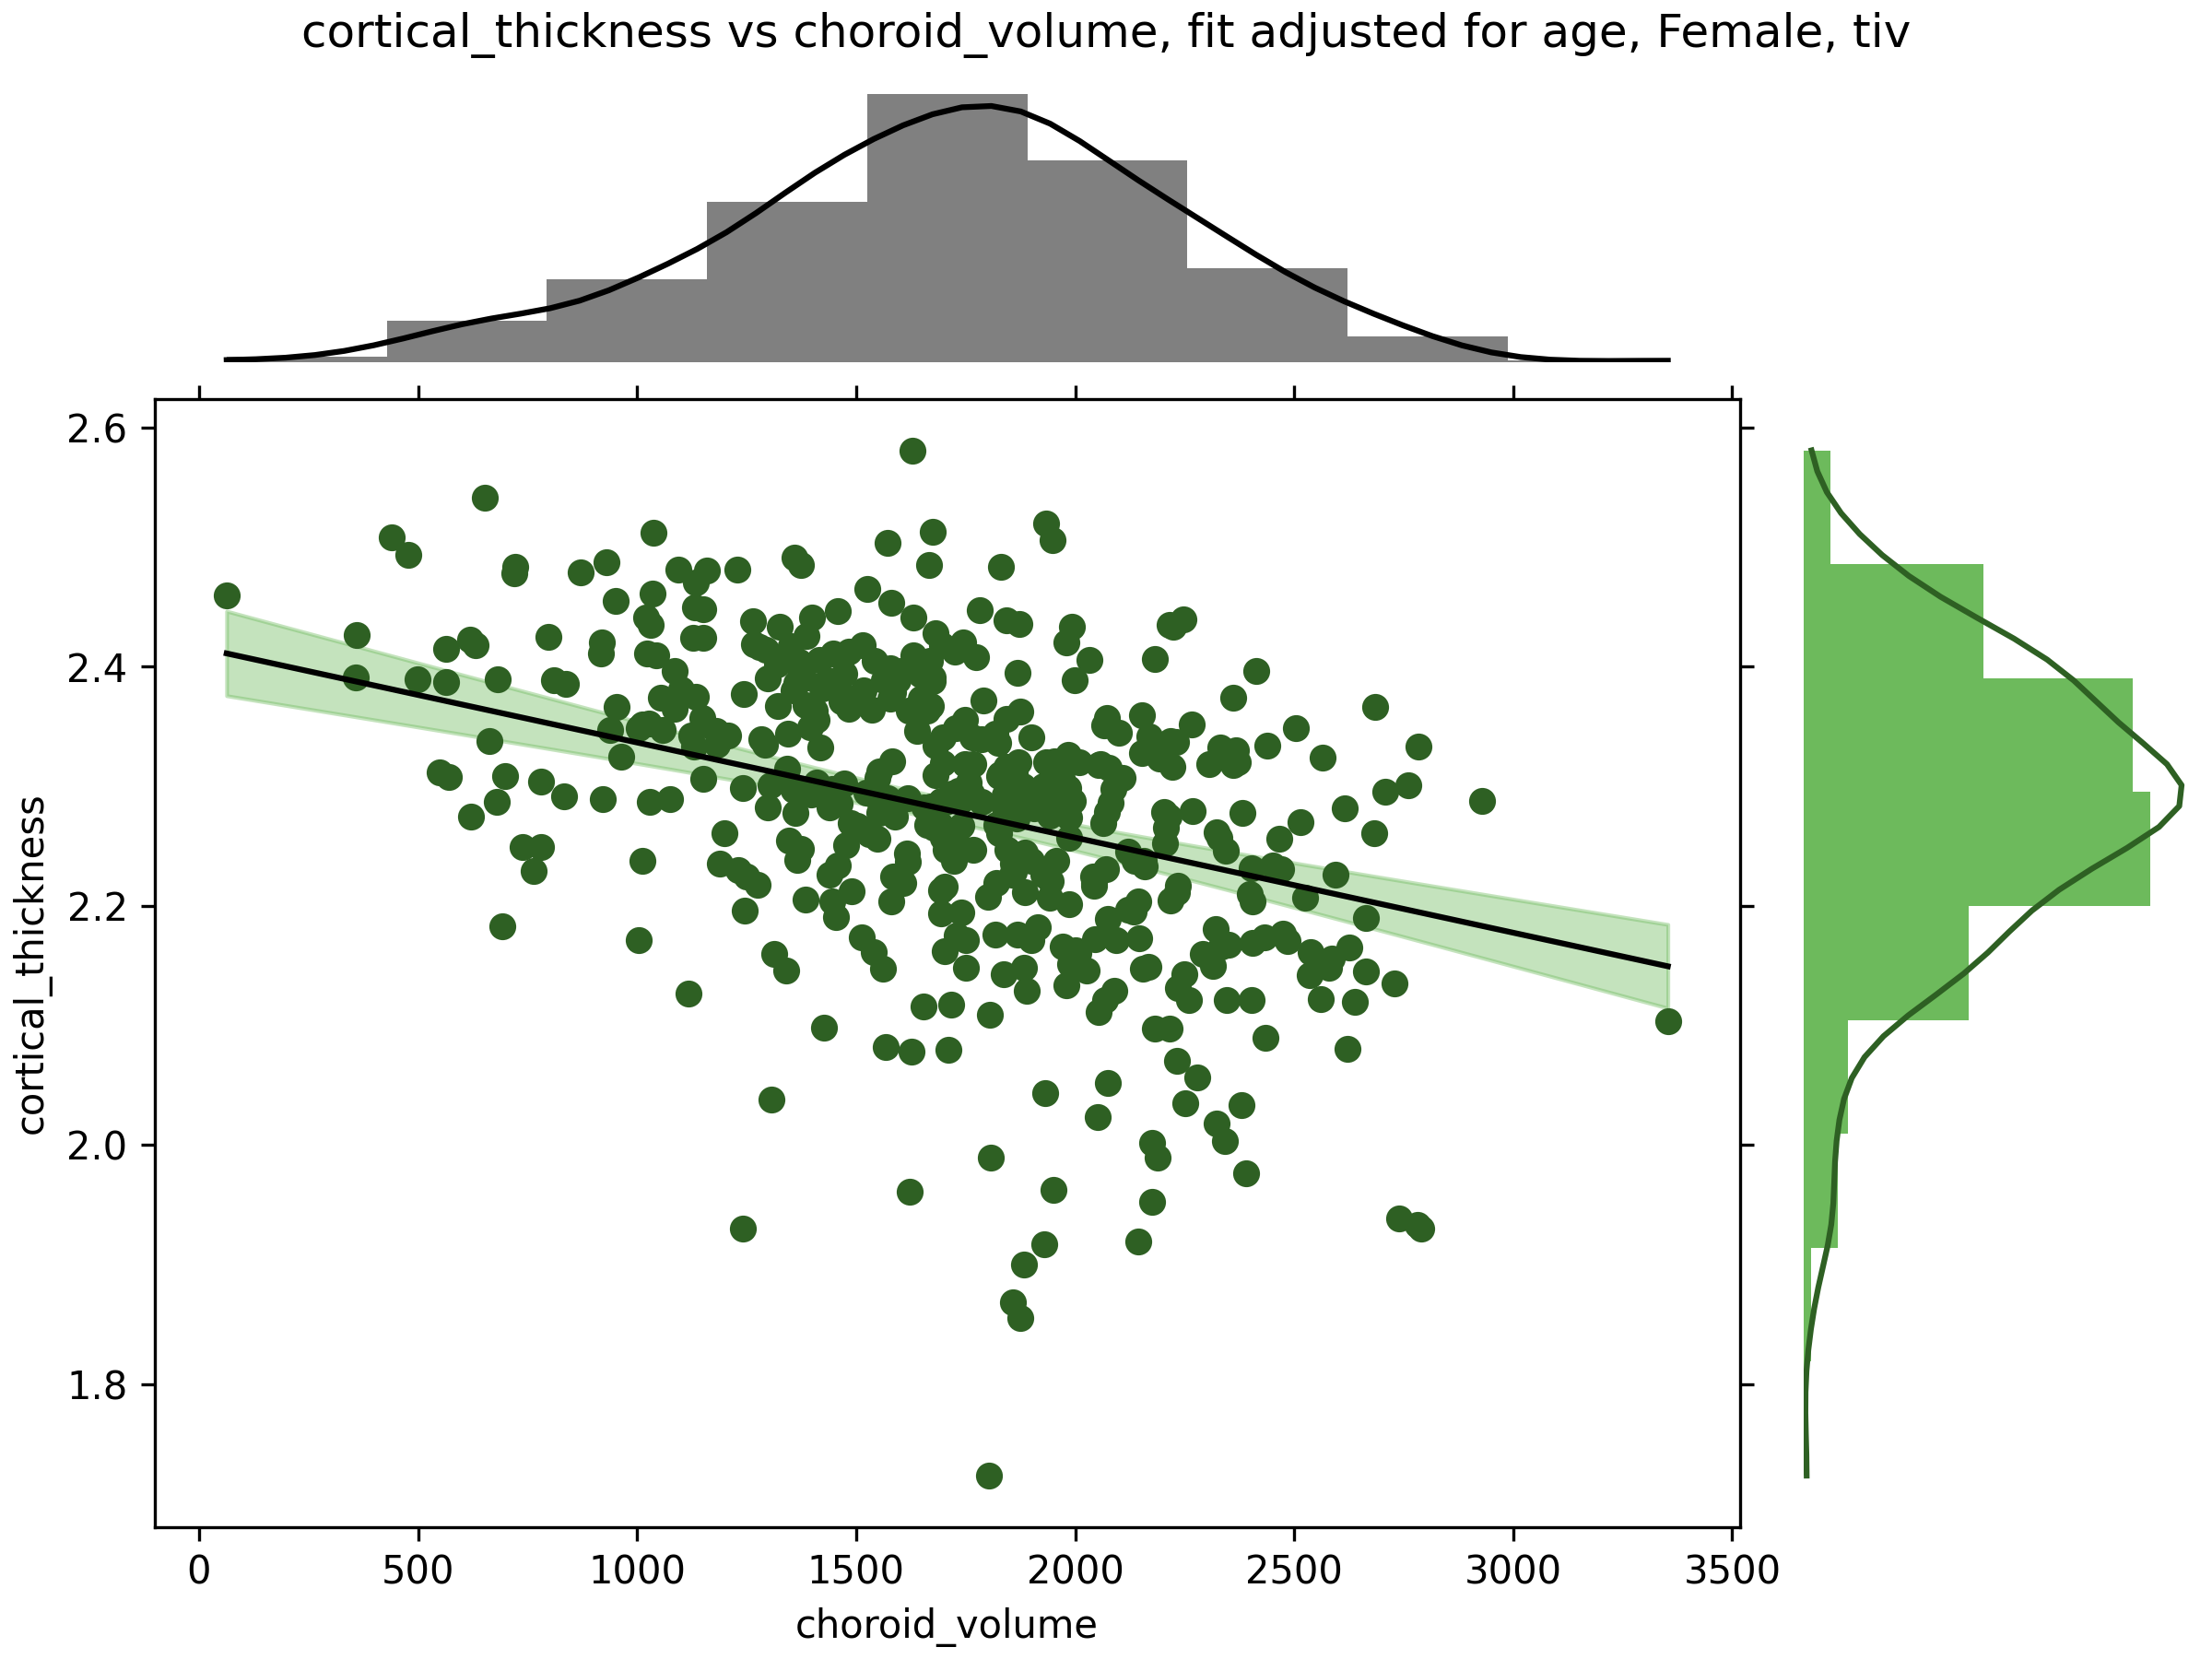 cortical_thickness vs choroid_volume, fit adjusted for age, Female, tiv
2.6
2.4
2.2
2.0
1.8
cortical_thickness
0 500 1000 1500 2000 2500 3000 3500
choroid_volume